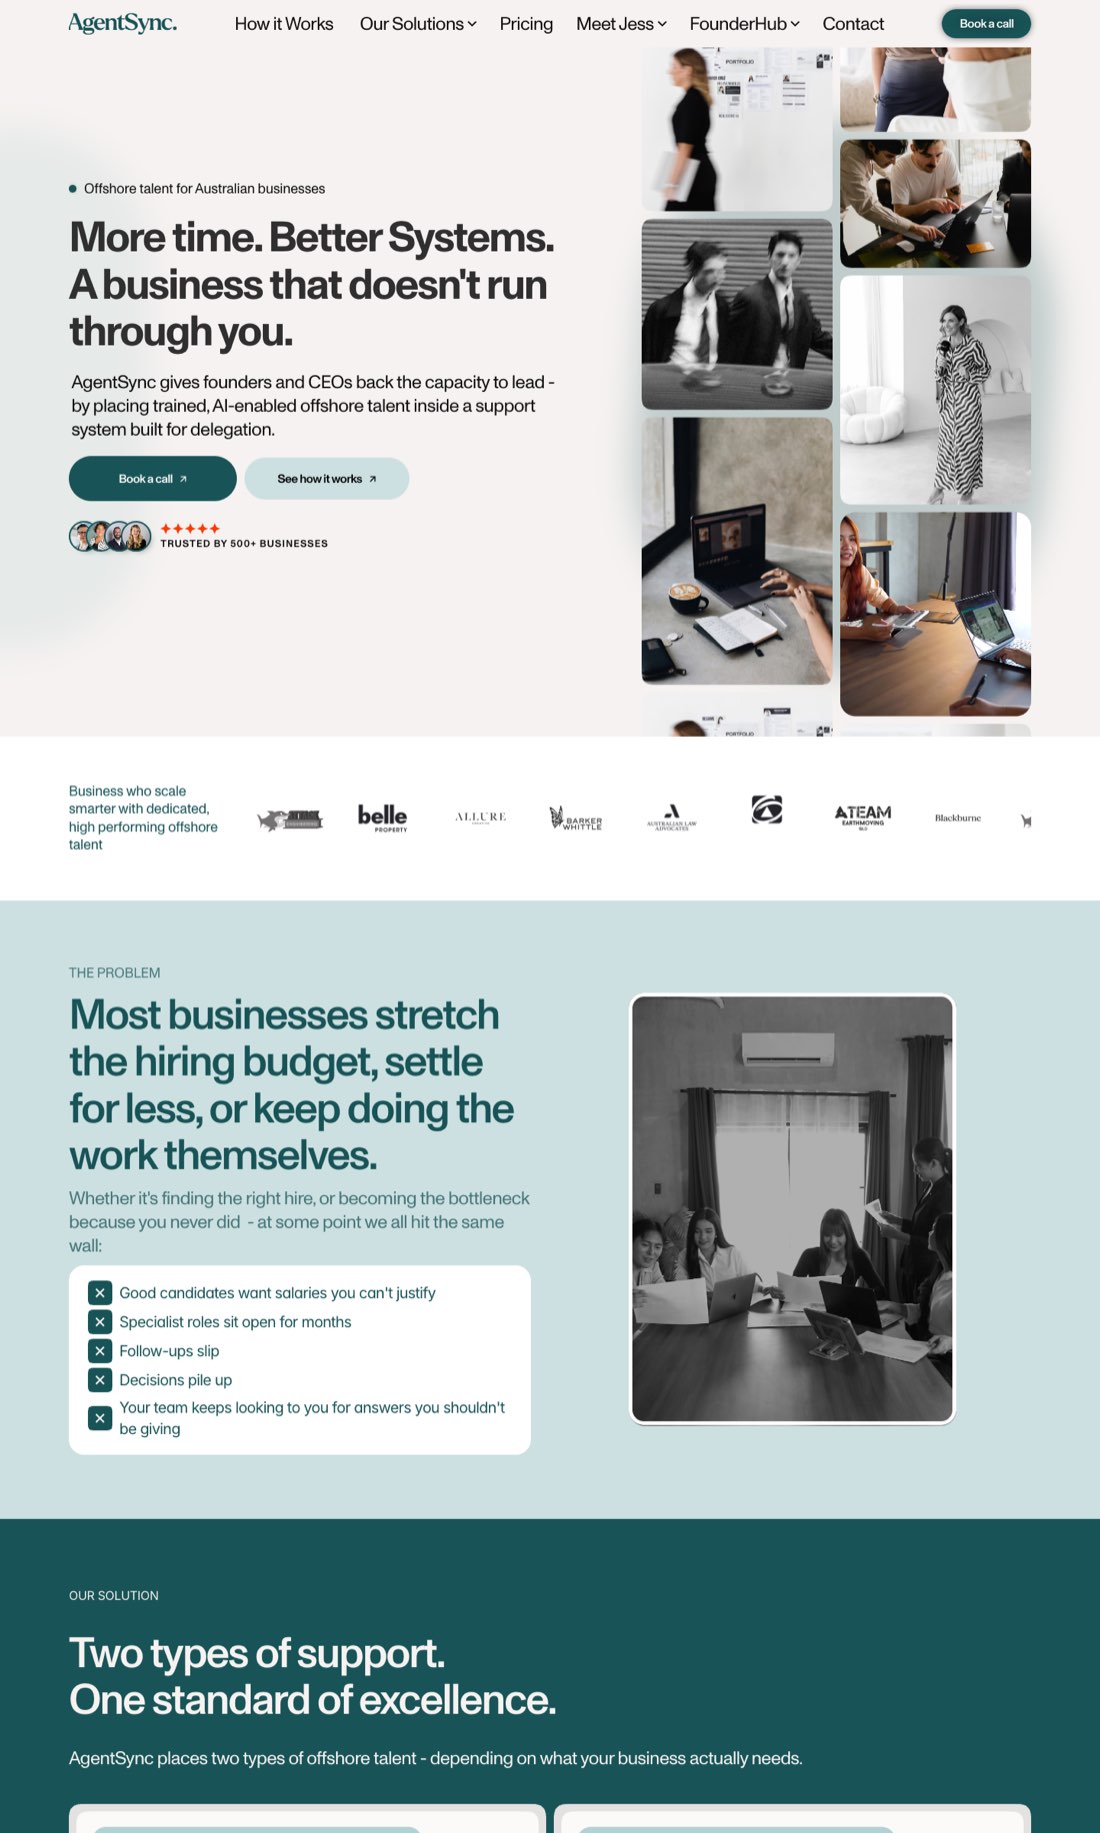 AgentSync.
How it Works
Our Solutions
Pricing
Meet Jess
FounderHub
Contact
Book a call
Offshore talent for Australian businesses
More time. Better Systems.
A business that doesn't run
through you.
AgentSync gives founders and CEOs back the capacity to lead -
by placing trained, AI-enabled offshore talent inside a support
system built for delegation.
Book a call
See how it works
TRUSTED BY 500+ BUSINESSES
PORTFOLIO
PORTFOLIO
Business who scale
smarter with dedicated,
high performing offshore
talent
belle
PROPERTY
ALLURE
BARKER
WHITTLE
AUSTRALIAN LAW
ADVOCATES
ATEAM
EARTHMOVING
Blackburne
THE PROBLEM
Most businesses stretch
the hiring budget, settle
for less, or keep doing the
work themselves.
Whether it's finding the right hire, or becoming the bottleneck
because you never did - at some point we all hit the same
wall:
Good candidates want salaries you can't justify
Specialist roles sit open for months
Follow-ups slip
Decisions pile up
Your team keeps looking to you for answers you shouldn't
be giving
OUR SOLUTION
Two types of support.
One standard of excellence.
AgentSync places two types of offshore talent - depending on what your business actually needs.